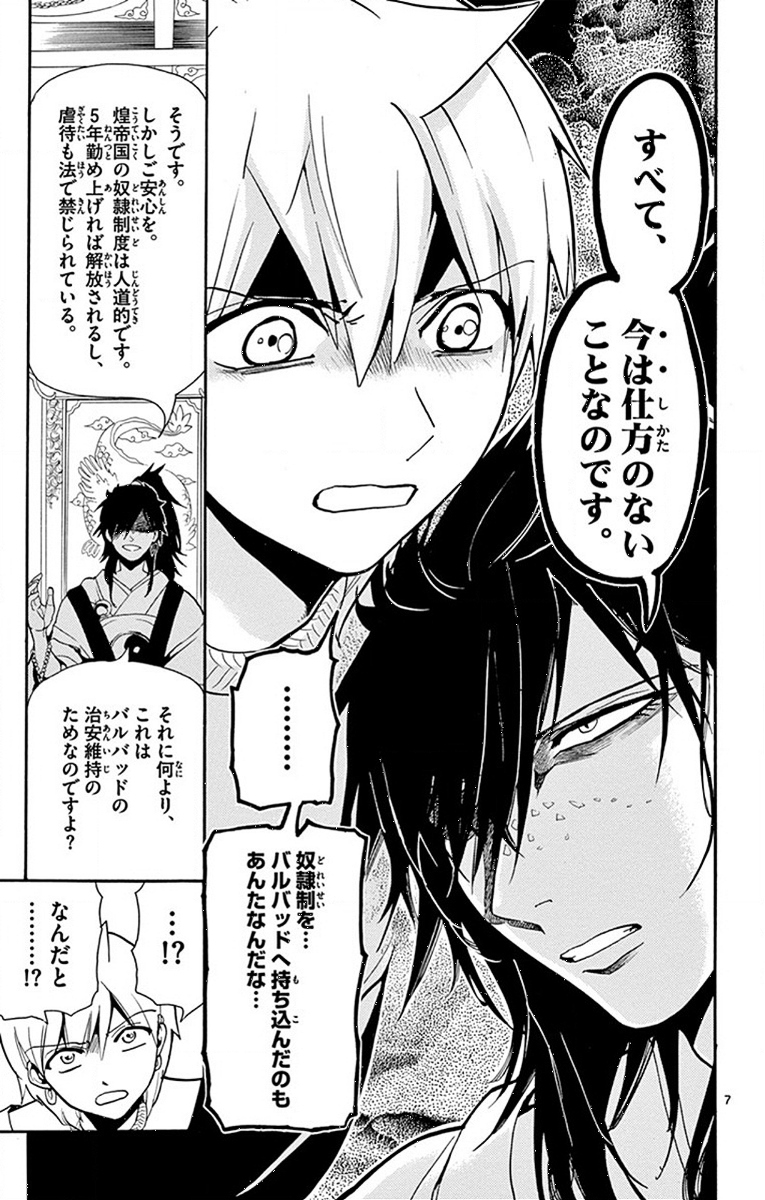 すべて、
今は仕方のない
ことなのです。
………
奴隷制を…
バルバッドへ持ち込んだのも
あんたなんだな…
そうです。
しかしご安心を。
煌帝国の奴隷制度は人道的です。
5年勤め上げれば解放されるし、
虐待も法で禁じられている。
それに何より、
これは
バルバッドの
治安維持の
ためなのですよ？
…!?
なんだと
………!?
7